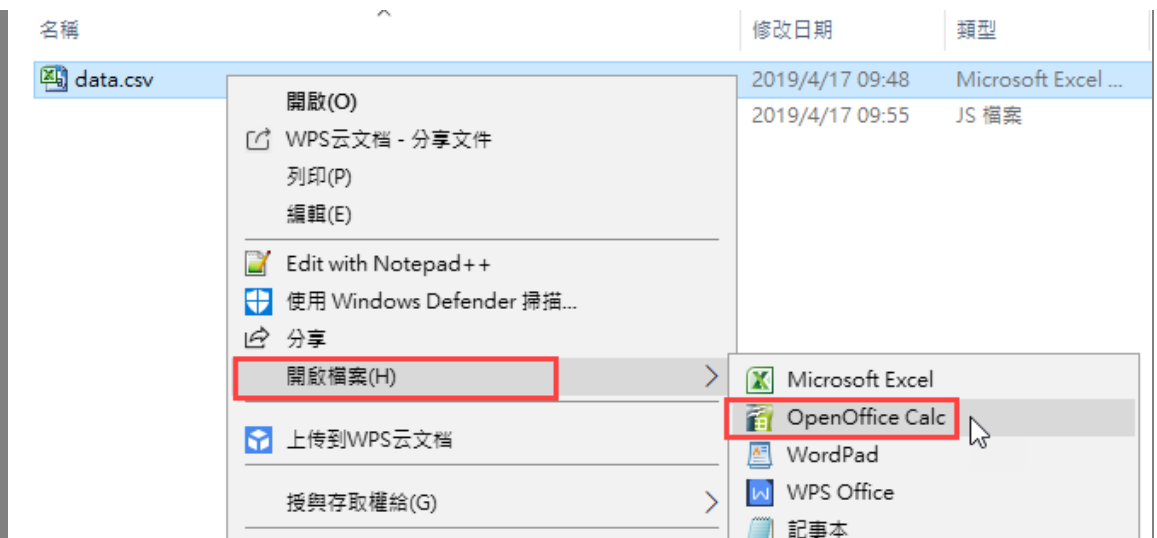 名稱 修改日期 類型
data.csv 2019/4/17 09:48 Microsoft Excel ...
2019/4/17 09:55 JS 檔案
開啟(O)
WPS云文档 - 分享文件
列印(P)
編輯(E)
Edit with Notepad++
使用 Windows Defender 掃描...
分享
開啟檔案(H)
Microsoft Excel
OpenOffice Calc
WordPad
WPS Office
記事本
上传到WPS云文档
授與存取權給(G)